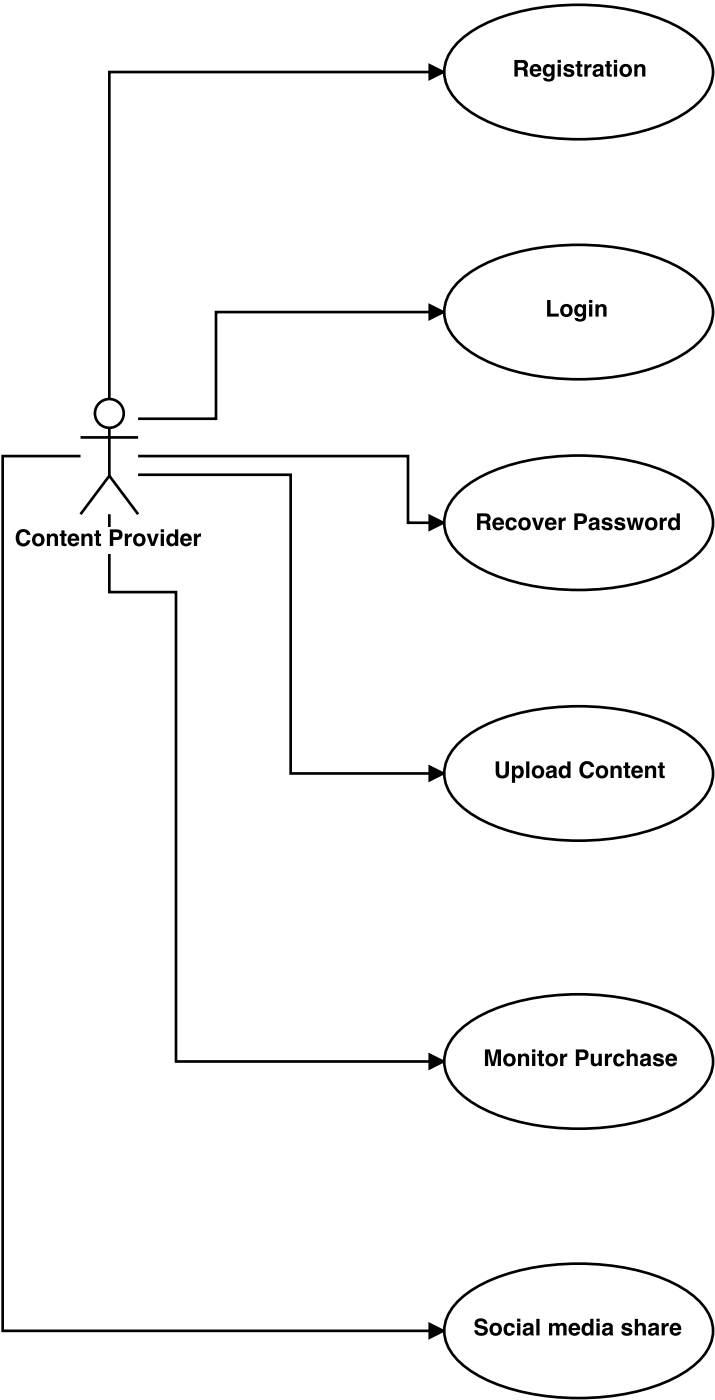 Registration
Login
Content Provider
Recover Password
Upload Content
Monitor Purchase
Social media share